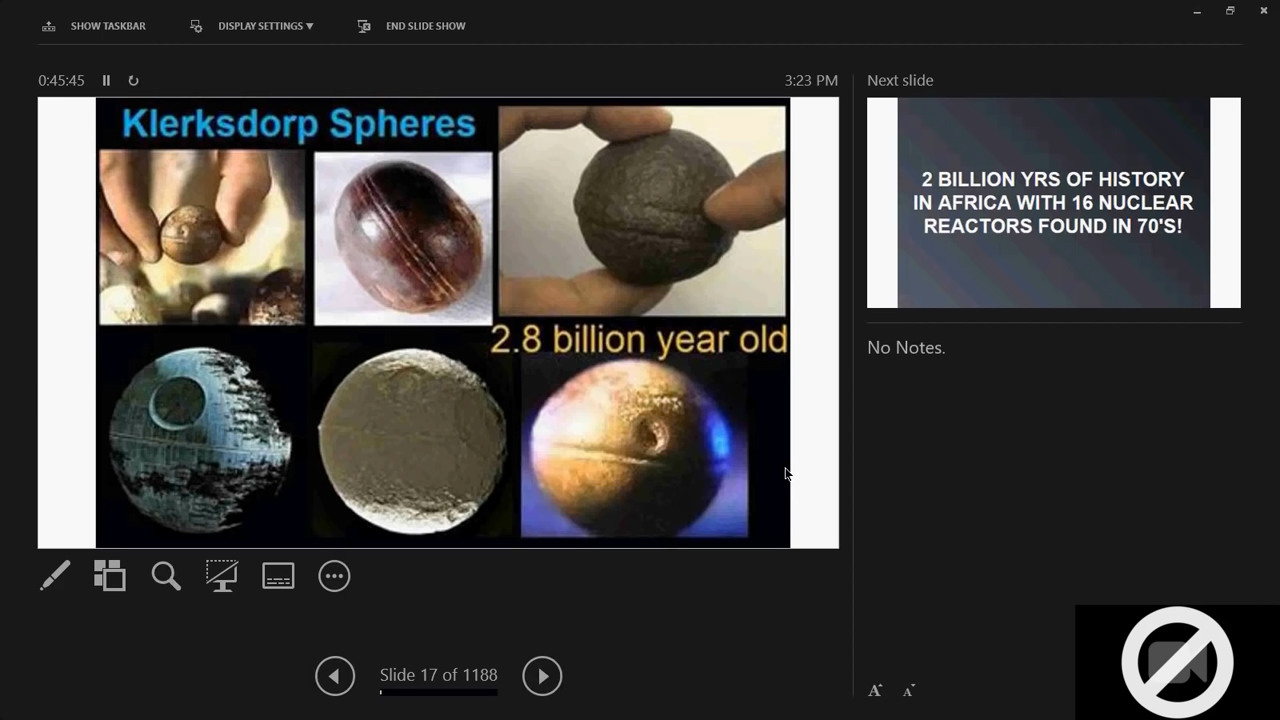 SHOW TASKBAR
DISPLAY SETTINGS ▼
END SLIDE SHOW
0:45:45
3:23 PM
Next slide
Klerksdorp Spheres
2.8 billion year old
2 BILLION YRS OF HISTORY
IN AFRICA WITH 16 NUCLEAR
REACTORS FOUND IN 70'S!
No Notes.
Slide 17 of 1188
A A